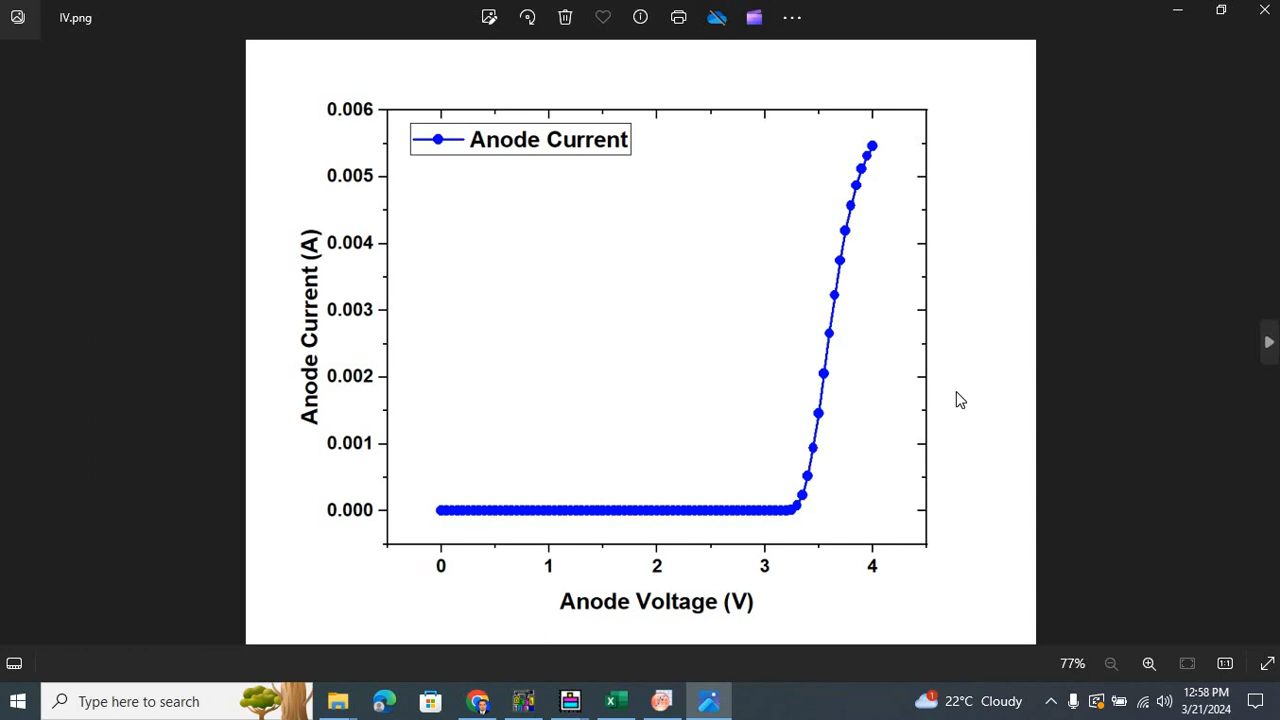 IV.png
0.006
Anode Current
0.005
0.004
0.003
0.002
0.001
0.000
Anode Current (A)
0 1 2 3 4
Anode Voltage (V)
77%
Type here to search
1
22°C Cloudy
12:58 PM
3/21/2024